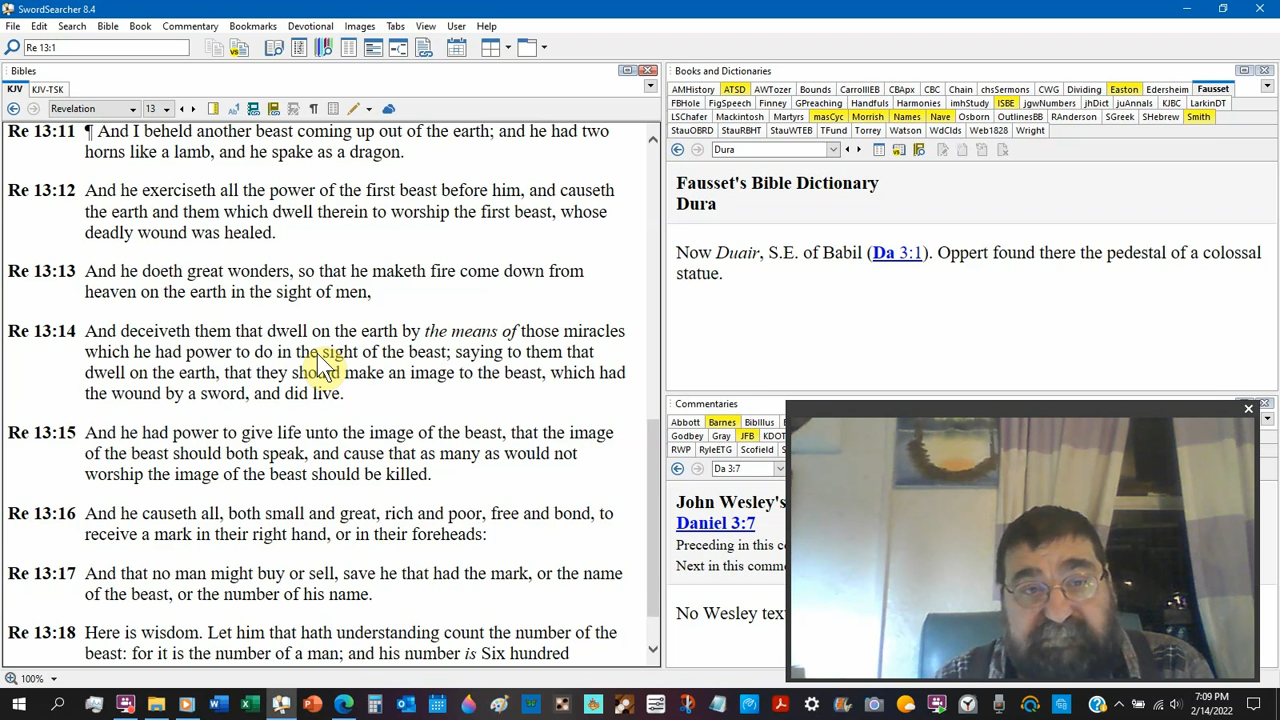 SwordSearcher 8.4
File Edit Search Bible Book Commentary Bookmarks Devotional Images Tabs View User Help
Re 13:1
Bibles
KJV KJV-TSK
Revelation 13
Re 13:11 ¶ And I beheld another beast coming up out of the earth; and he had two
horns like a lamb, and he spake as a dragon.
Re 13:12 And he exerciseth all the power of the first beast before him, and causeth
the earth and them which dwell therein to worship the first beast, whose
deadly wound was healed.
Re 13:13 And he doeth great wonders, so that he maketh fire come down from
heaven on the earth in the sight of men,
Re 13:14 And deceiveth them that dwell on the earth by the means of those miracles
which he had power to do in the sight of the beast; saying to them that
dwell on the earth, that they should make an image to the beast, which had
the wound by a sword, and did live.
Re 13:15 And he had power to give life unto the image of the beast, that the image
of the beast should both speak, and cause that as many as would not
worship the image of the beast should be killed.
Re 13:16 And he causeth all, both small and great, rich and poor, free and bond, to
receive a mark in their right hand, or in their foreheads:
Re 13:17 And that no man might buy or sell, save he that had the mark, or the name
of the beast, or the number of his name.
Re 13:18 Here is wisdom. Let him that hath understanding count the number of the
beast: for it is the number of a man; and his number is Six hundred
100%
Books and Dictionaries
AMHistory ATSD AWTozer Bounds CarrollIEB CBApx CBC Chain chsSermons CWG Dividing Easton Edersheim Fausset
FBHole FigSpeech Finney GPreaching Handfuls Harmonies imhStudy ISBE jgwNumbers jhDict juAnnals KJBC LarkinDT
LSChafer Mackintosh Martyrs masCyc Morrish Names Nave Osborn OutlinesBB RAnderson SGreek SHebrew Smith
StauOBRD StauRBHT StauWTEB TFund Torrey Watson WdClds Web1828 Wright
Dura
Fausset's Bible Dictionary
Dura
Now Duair, S.E. of Babil (Da 3:1). Oppert found there the pedestal of a colossal
statue.
Commentaries
Abbott Barnes BibIllus
Godbey Gray JFB KDOT
RWP RyleETG Scofield
Da 3:7
John Wesley's
Daniel 3:7
Preceding in this
Next in this
No Wesley
7:09 PM
2/14/2022